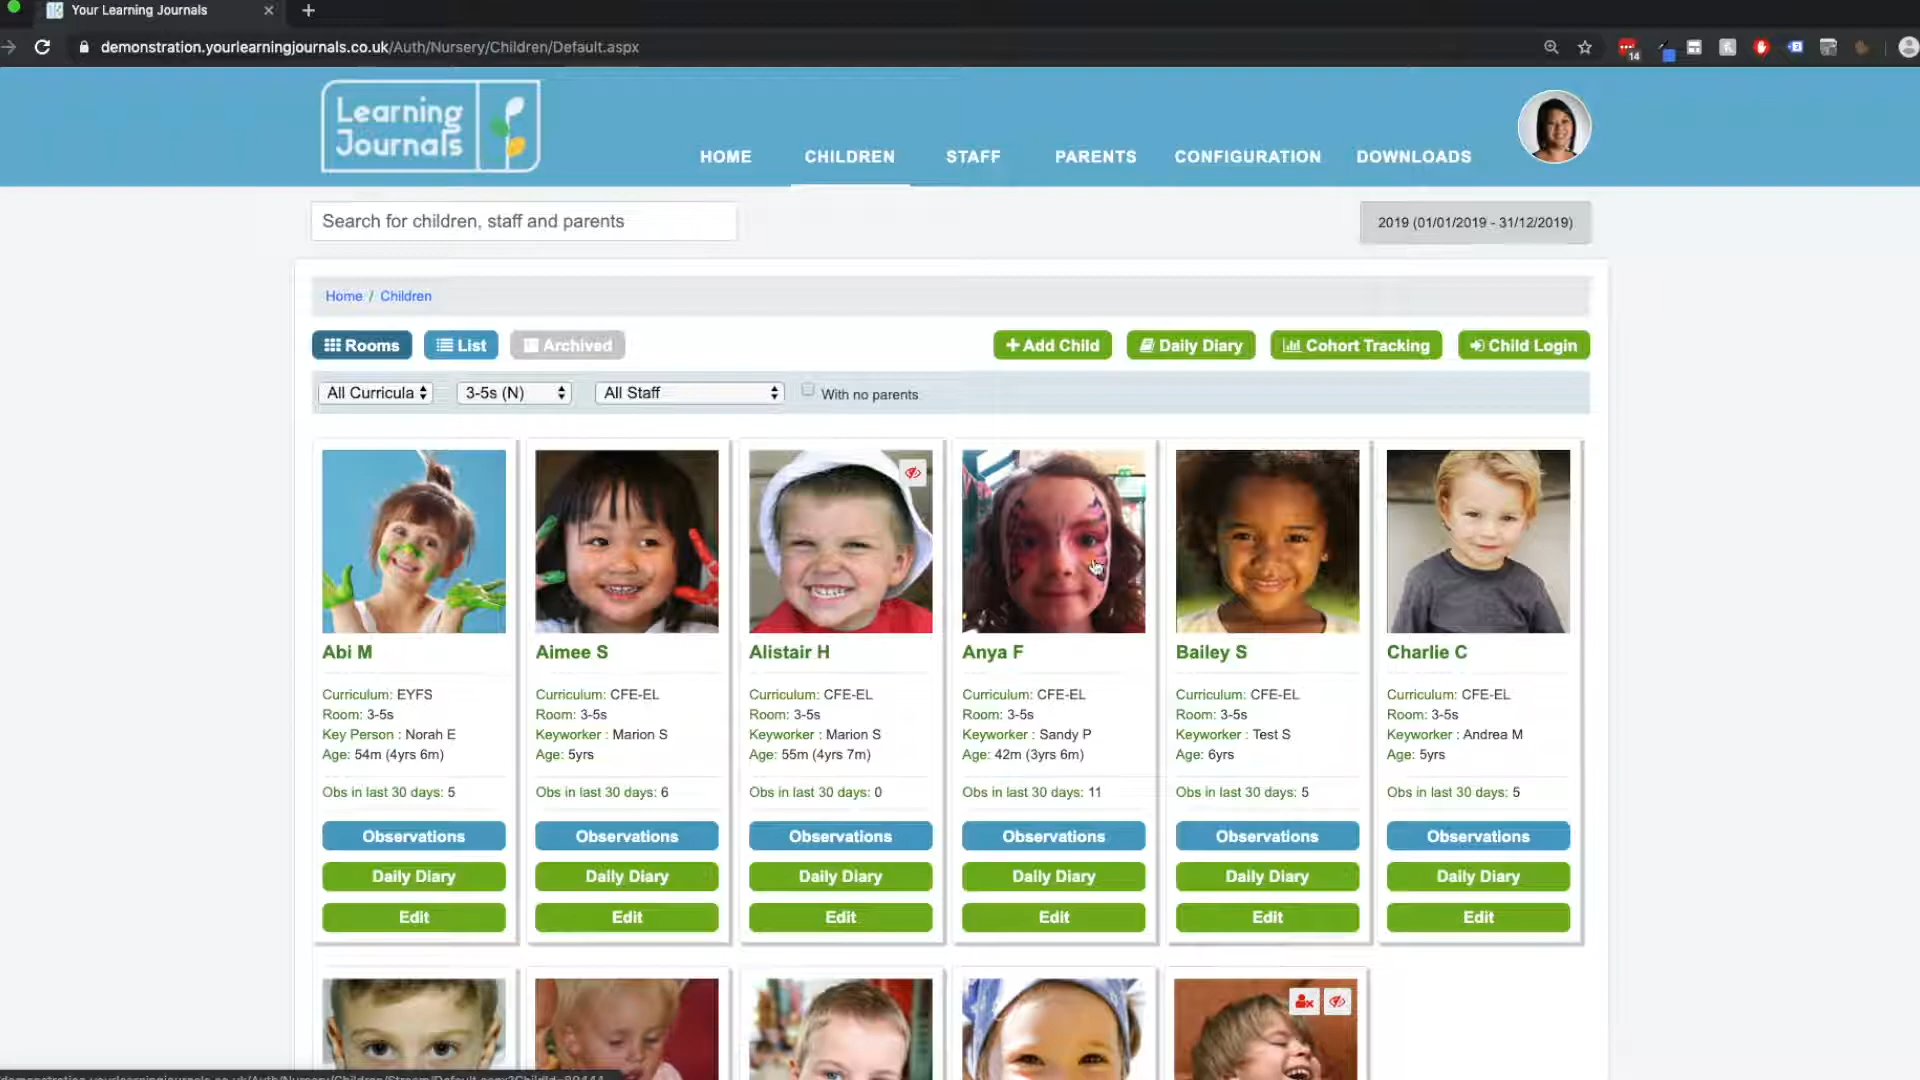 Your Learning Journals
demonstration.yourlearningjournals.co.uk/Auth/Nursery/Children/Default.aspx
14
Learning
Journals
HOME CHILDREN STAFF PARENTS CONFIGURATION DOWNLOADS
Search for children, staff and parents
2019 (01/01/2019 - 31/12/2019)
Home / Children
Rooms List Archived + Add Child Daily Diary Cohort Tracking Child Login
All Curricula 3-5s (N) All Staff With no parents
Abi M Aimee S Alistair H Anya F Bailey S Charlie C
Curriculum: EYFS Curriculum: CFE-EL Curriculum: CFE-EL Curriculum: CFE-EL Curriculum: CFE-EL Curriculum: CFE-EL
Room: 3-5s Room: 3-5s Room: 3-5s Room: 3-5s Room: 3-5s Room: 3-5s
Key Person : Norah E Keyworker : Marion S Keyworker : Marion S Keyworker : Sandy P Keyworker : Test S Keyworker : Andrea M
Age: 54m (4yrs 6m) Age: 5yrs Age: 55m (4yrs 7m) Age: 42m (3yrs 6m) Age: 6yrs Age: 5yrs
Obs in last 30 days: 5 Obs in last 30 days: 6 Obs in last 30 days: 0 Obs in last 30 days: 11 Obs in last 30 days: 5 Obs in last 30 days: 5
Observations Observations Observations Observations Observations Observations
Daily Diary Daily Diary Daily Diary Daily Diary Daily Diary Daily Diary
Edit Edit Edit Edit Edit Edit